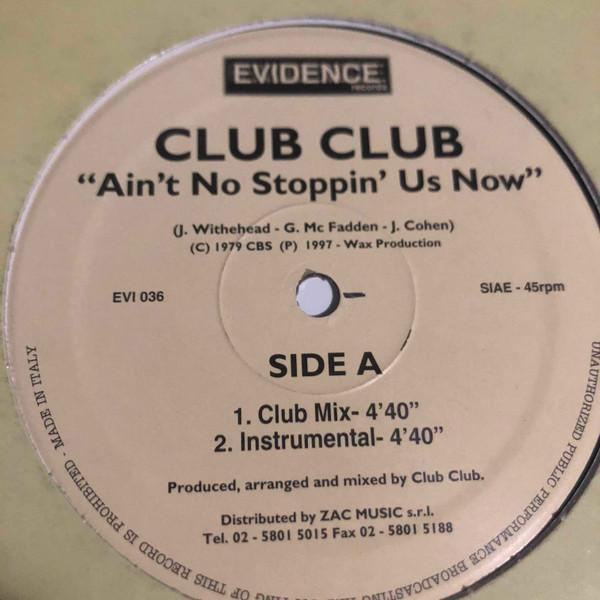 EVIDENCE
records
CLUB CLUB
“Ain't No Stoppin' Us Now”
(J. Withehead - G. Mc Fadden - J. Cohen)
(C) 1979 CBS (P) 1997 - Wax Production
EVI 036
SIAE - 45rpm
SIDE A
1. Club Mix- 4'40”
2. Instrumental- 4'40”
Produced, arranged and mixed by Club Club.
Distributed by ZAC MUSIC s.r.l.
Tel. 02 - 5801 5015 Fax 02 - 5801 5188
UNAUTHORIZED PUBLIC PERFORMANCE BROADCASTING
OF THIS RECORD IS PROHIBITED - MADE IN ITALY